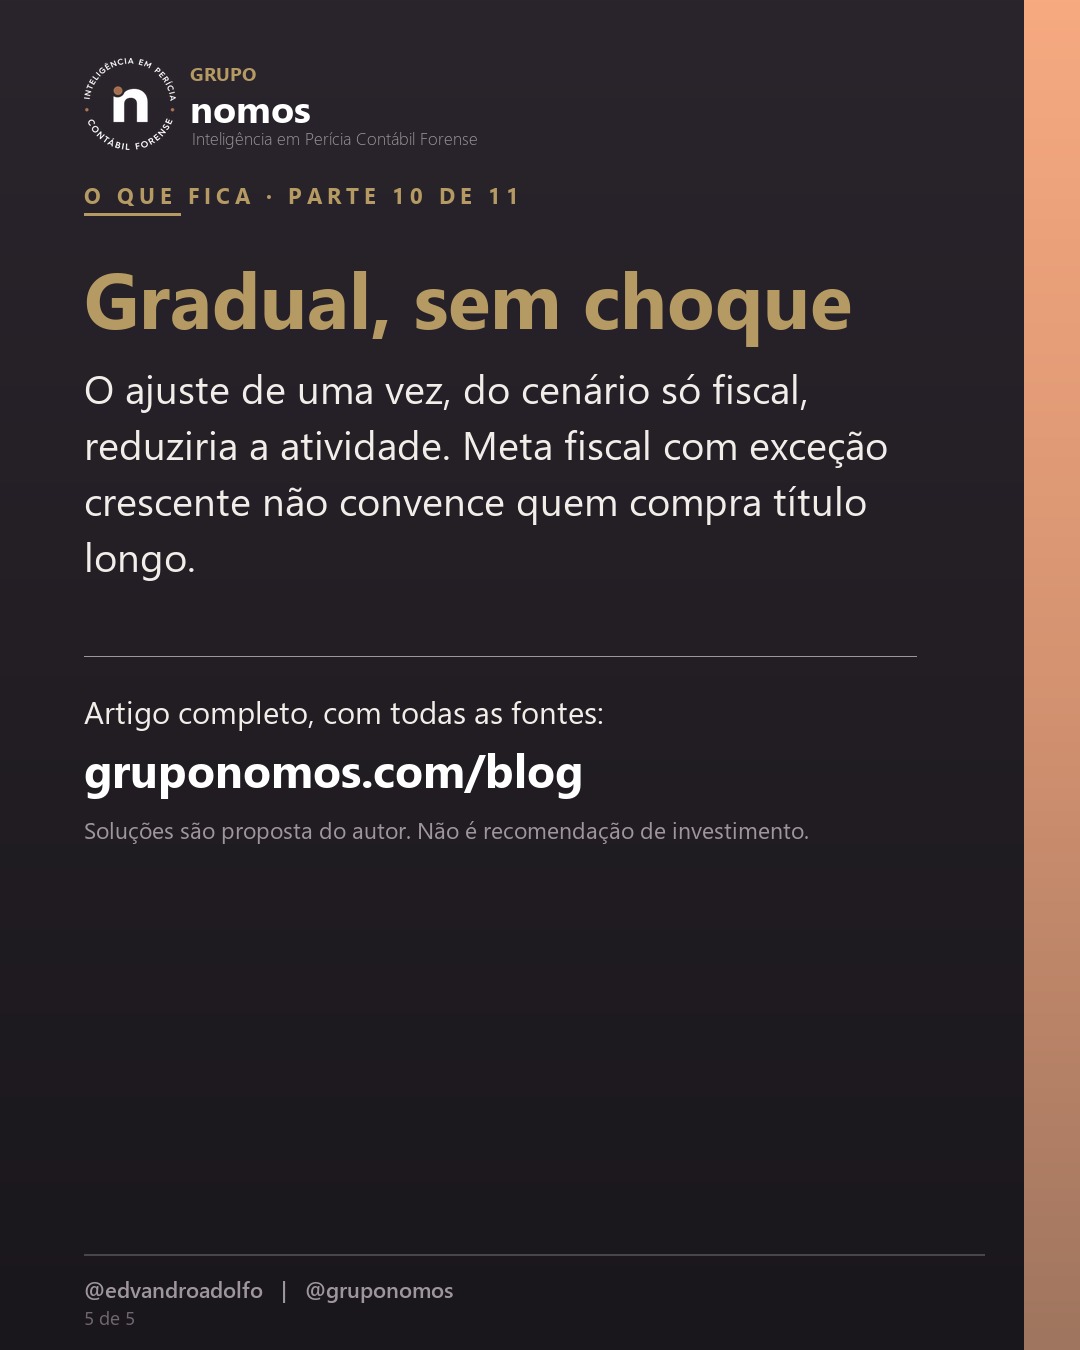 INTELIGÊNCIA EM PERÍCIA
CONTÁBIL FORENSE
n
GRUPO
nomos
Inteligência em Perícia Contábil Forense
O QUE FICA · PARTE 10 DE 11
Gradual, sem choque
O ajuste de uma vez, do cenário só fiscal,
reduziria a atividade. Meta fiscal com exceção
crescente não convence quem compra título
longo.
Artigo completo, com todas as fontes:
gruponomos.com/blog
Soluções são proposta do autor. Não é recomendação de investimento.
@edvandroadolfo | @gruponomos
5 de 5